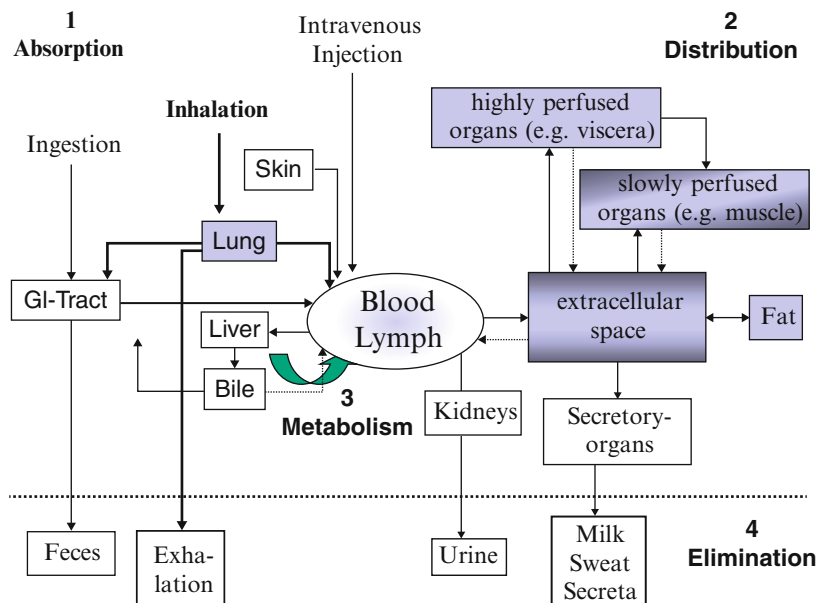 1
Absorption
Intravenous
Injection
2
Distribution
Inhalation
Ingestion
Skin
highly perfused
organs (e.g. viscera)
slowly perfused
organs (e.g. muscle)
Lung
GI-Tract
Blood
Lymph
extracellular
space
Fat
Liver
Bile
3
Metabolism
Kidneys
Secretory-
organs
Feces
Exha-
lation
Urine
Milk
Sweat
Secreta
4
Elimination